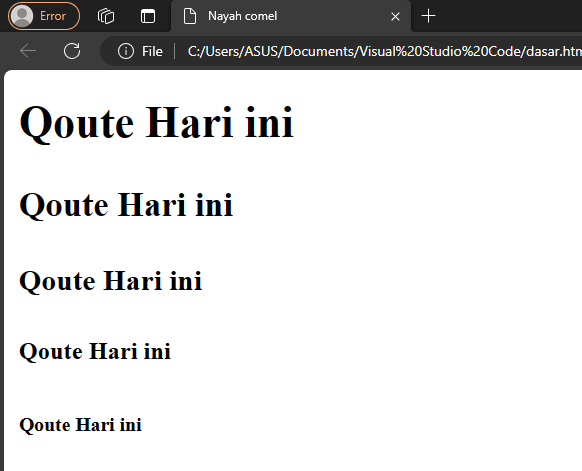 Error
Nayah comel
File
C:/Users/ASUS/Documents/Visual%20Studio%20Code/dasar.htm
Qoute Hari ini
Qoute Hari ini
Qoute Hari ini
Qoute Hari ini
Qoute Hari ini